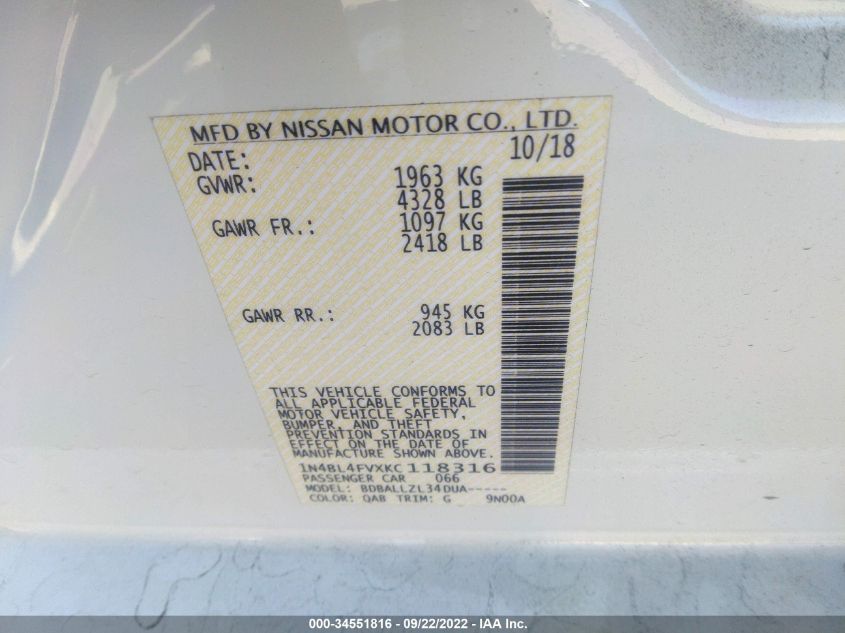 MFD BY NISSAN MOTOR CO., LTD.
DATE: 10/18
GVWR: 1963 KG
4328 LB
GAWR FR.: 1097 KG
2418 LB
GAWR RR.: 945 KG
2083 LB
THIS VEHICLE CONFORMS TO
ALL APPLICABLE FEDERAL
MOTOR VEHICLE SAFETY,
BUMPER, AND THEFT
PREVENTION STANDARDS IN
EFFECT ON THE DATE OF
MANUFACTURE SHOWN ABOVE.
1N4BL4FVXKC118316
PASSENGER CAR 066
MODEL: BDBALLZL34DUA-----
COLOR: QAB TRIM: G 9N00A
000-34551816 - 09/22/2022 - IAA Inc.